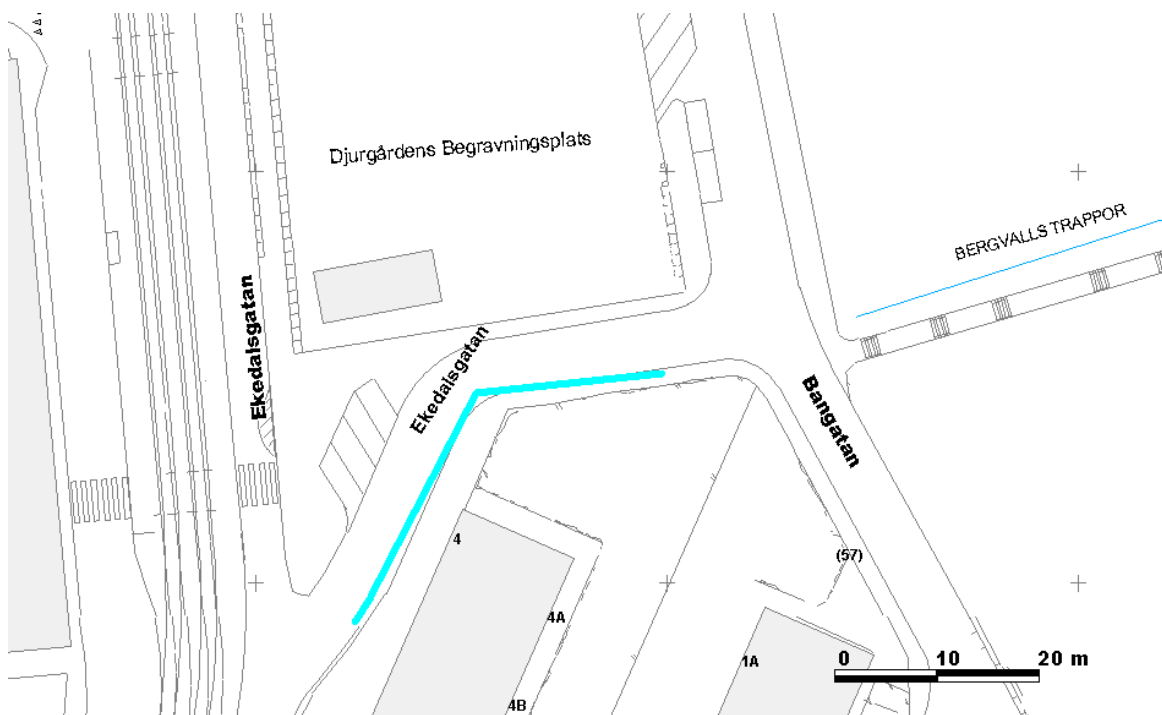 Djurgårdens Begravningsplats
BERGVALLS TRAPPOR
Ekedalsgatan
Ekedalsgatan
Bangatan
4
(57)
4A
1A
4B
0 10 20 m